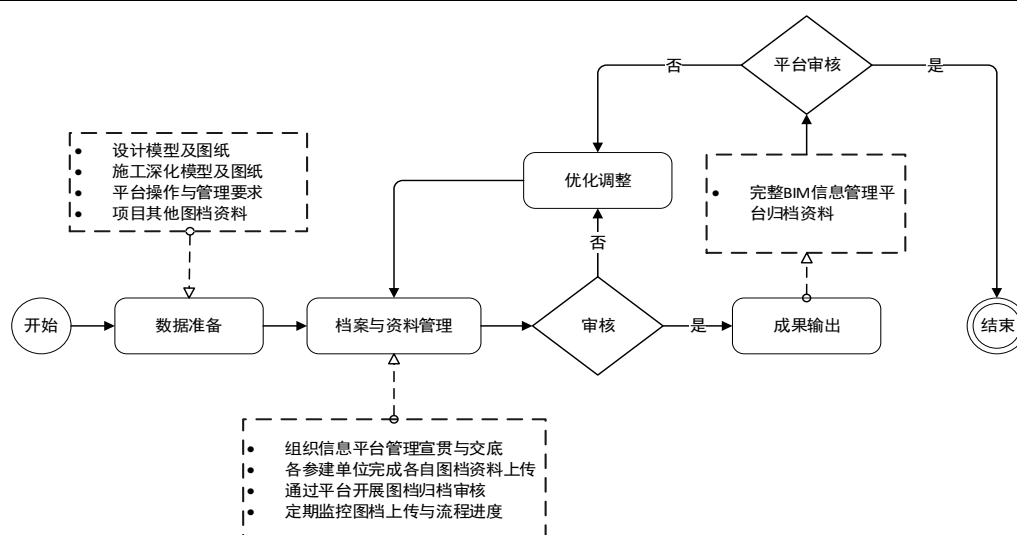 平台审核
否
是
设计模型及图纸
施工深化模型及图纸
平台操作与管理要求
项目其他图档资料
优化调整
完整BIM信息管理平
台归档资料
否
开始
数据准备
档案与资料管理
审核
是
成果输出
结束
组织信息平台管理宣贯与交底
各参建单位完成各自图档资料上传
通过平台开展图档归档审核
定期监控图档上传与流程进度